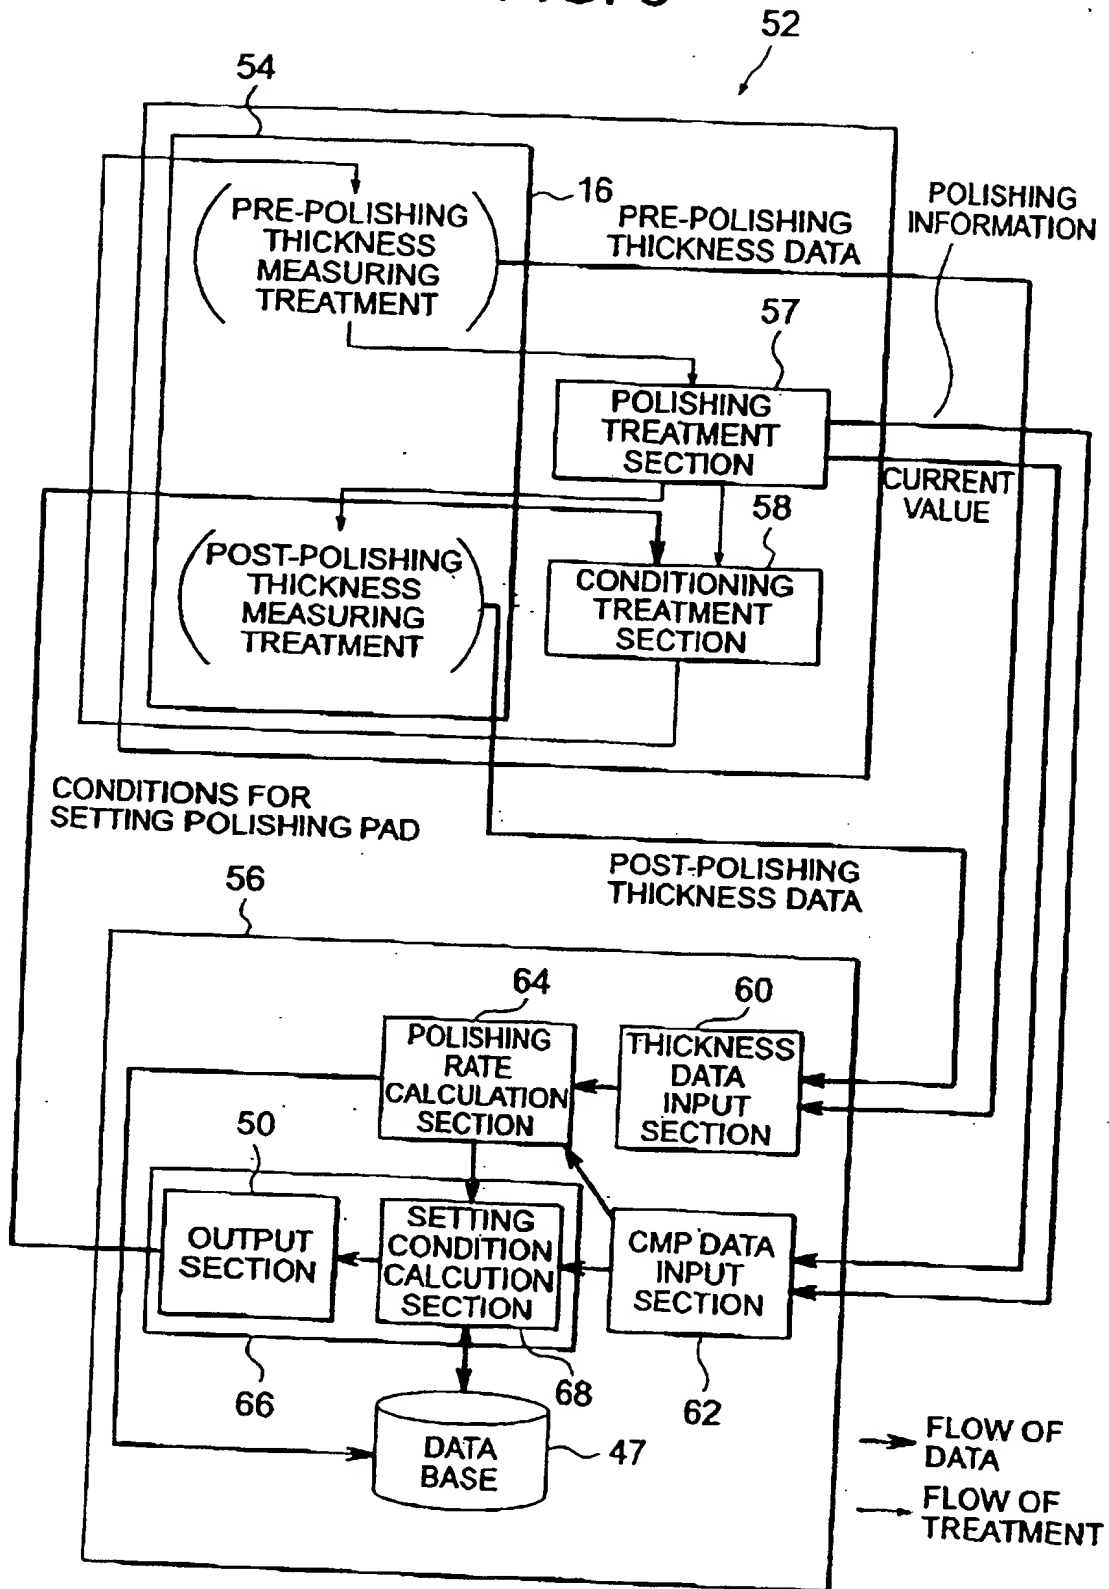 52
54
16
PRE-POLISHING
THICKNESS
MEASURING
TREATMENT
PRE-POLISHING
THICKNESS DATA
POLISHING
INFORMATION
57
POLISHING
TREATMENT
SECTION
CURRENT
VALUE
58
POST-POLISHING
THICKNESS
MEASURING
TREATMENT
CONDITIONING
TREATMENT
SECTION
CONDITIONS FOR
SETTING POLISHING PAD
POST-POLISHING
THICKNESS DATA
56
64
60
POLISHING
RATE
CALCULATION
SECTION
THICKNESS
DATA
INPUT
SECTION
50
OUTPUT
SECTION
SETTING
CONDITION
CALCUTION
SECTION
CMP DATA
INPUT
SECTION
66
68
62
DATA
BASE
47
FLOW OF
DATA
FLOW OF
TREATMENT